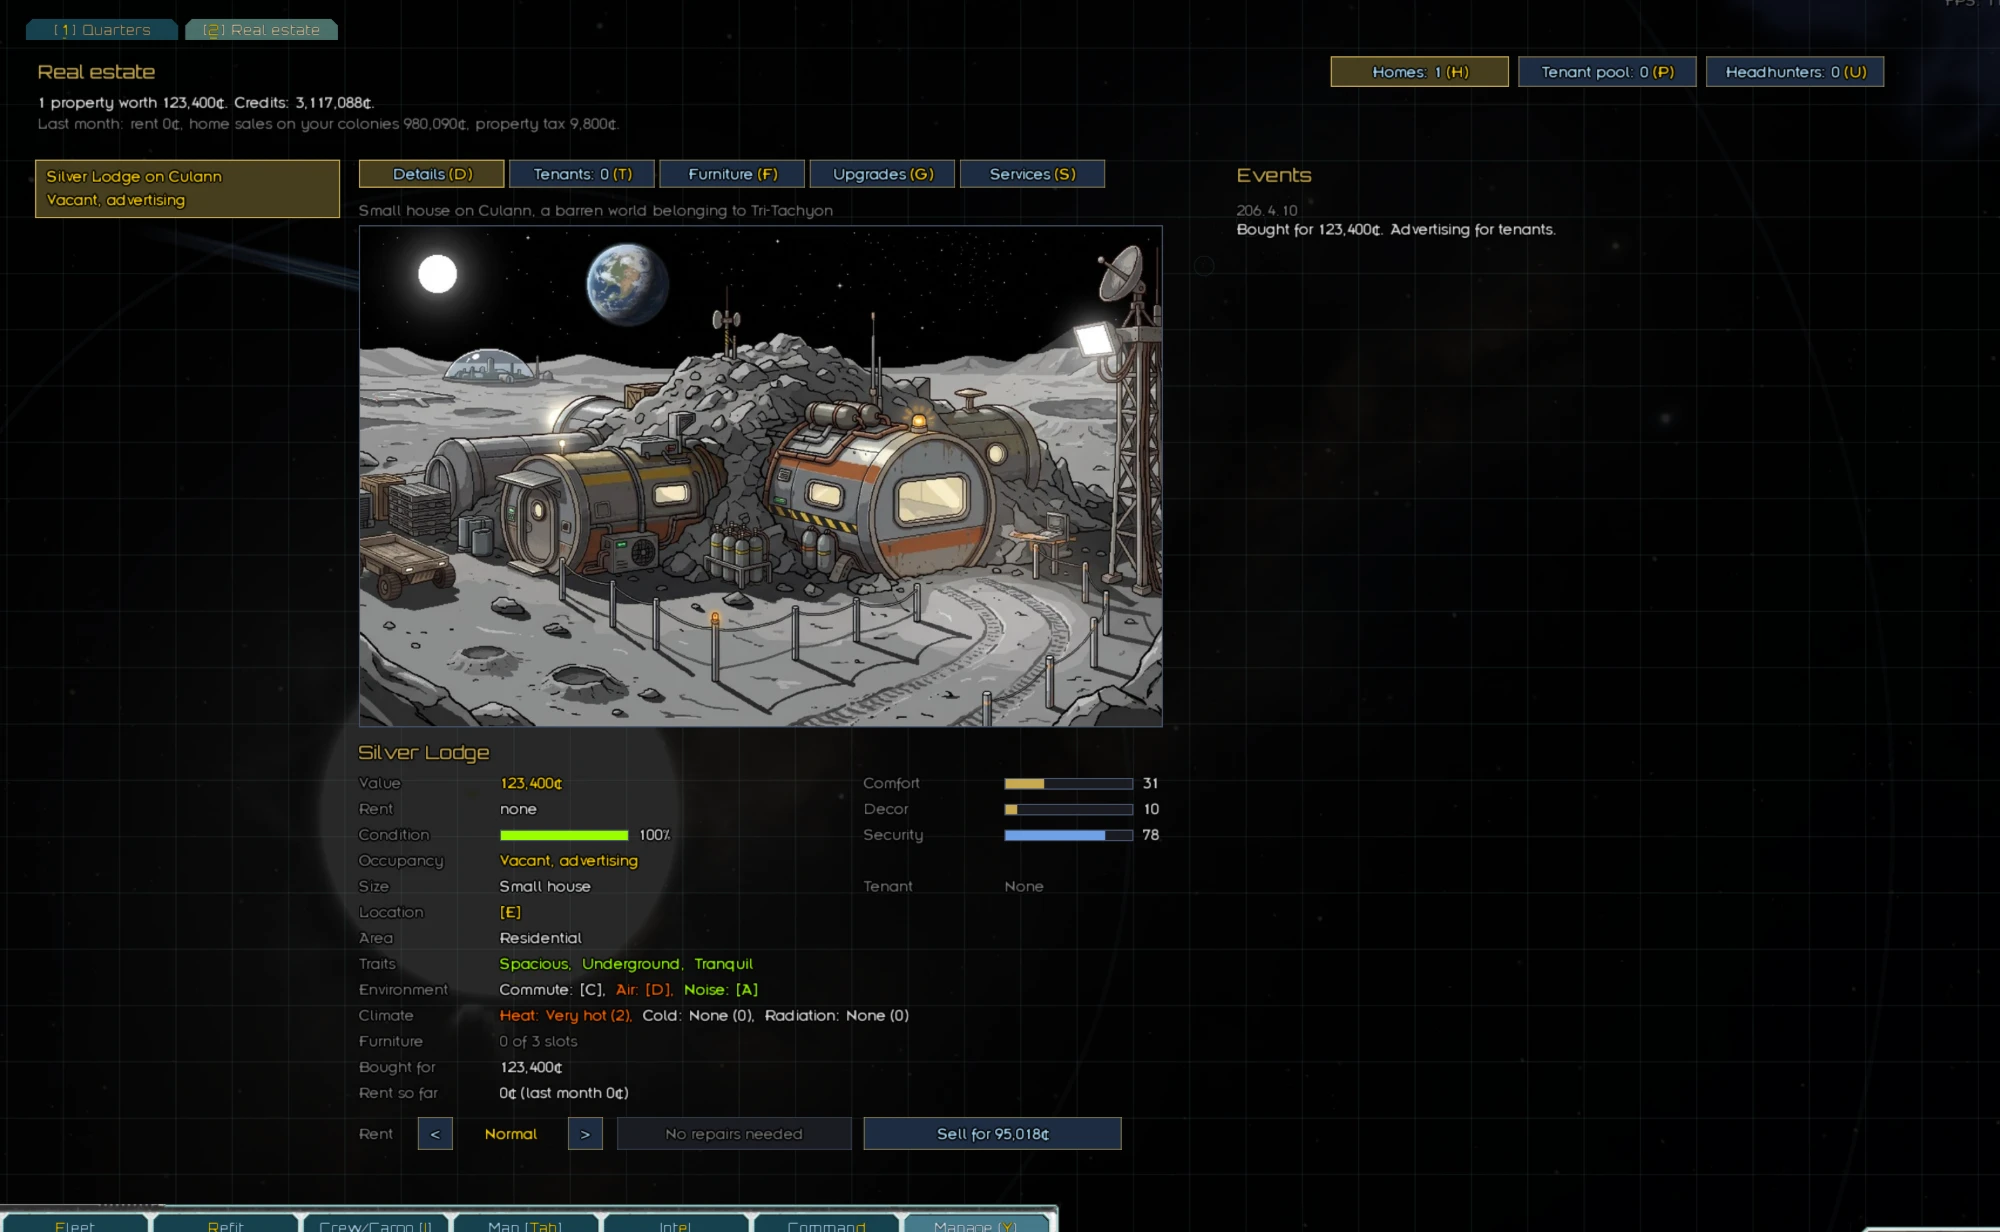 [1] Quarters
[2] Real estate
Real estate
1 property worth 123,400¢. Credits: 3,117,088¢.
Last month: rent 0¢, home sales on your colonies 980,090¢, property tax 9,800¢.
Homes: 1 (H)
Tenant pool: 0 (P)
Headhunters: 0 (U)
Silver Lodge on Culann
Vacant, advertising
Details (D)
Tenants: 0 (T)
Furniture (F)
Upgrades (G)
Services (S)
Small house on Culann, a barren world belonging to Tri-Tachyon
Events
206.4.10
Bought for 123,400¢. Advertising for tenants.
Silver Lodge
Value 123,400¢
Rent none
Condition 100%
Occupancy Vacant, advertising
Size Small house
Location [E]
Area Residential
Traits Spacious, Underground, Tranquil
Environment Commute: [C], Air: [D], Noise: [A]
Climate Heat: Very hot (2), Cold: None (0), Radiation: None (0)
Furniture 0 of 3 slots
Bought for 123,400¢
Rent so far 0¢ (last month 0¢)
Comfort 31
Decor 10
Security 78
Tenant None
Rent < Normal >
No repairs needed
Sell for 95,018¢
Fleet
Refit
Crew/Cargo [I]
Map [Tab]
Intel
Command
Manage (Y)